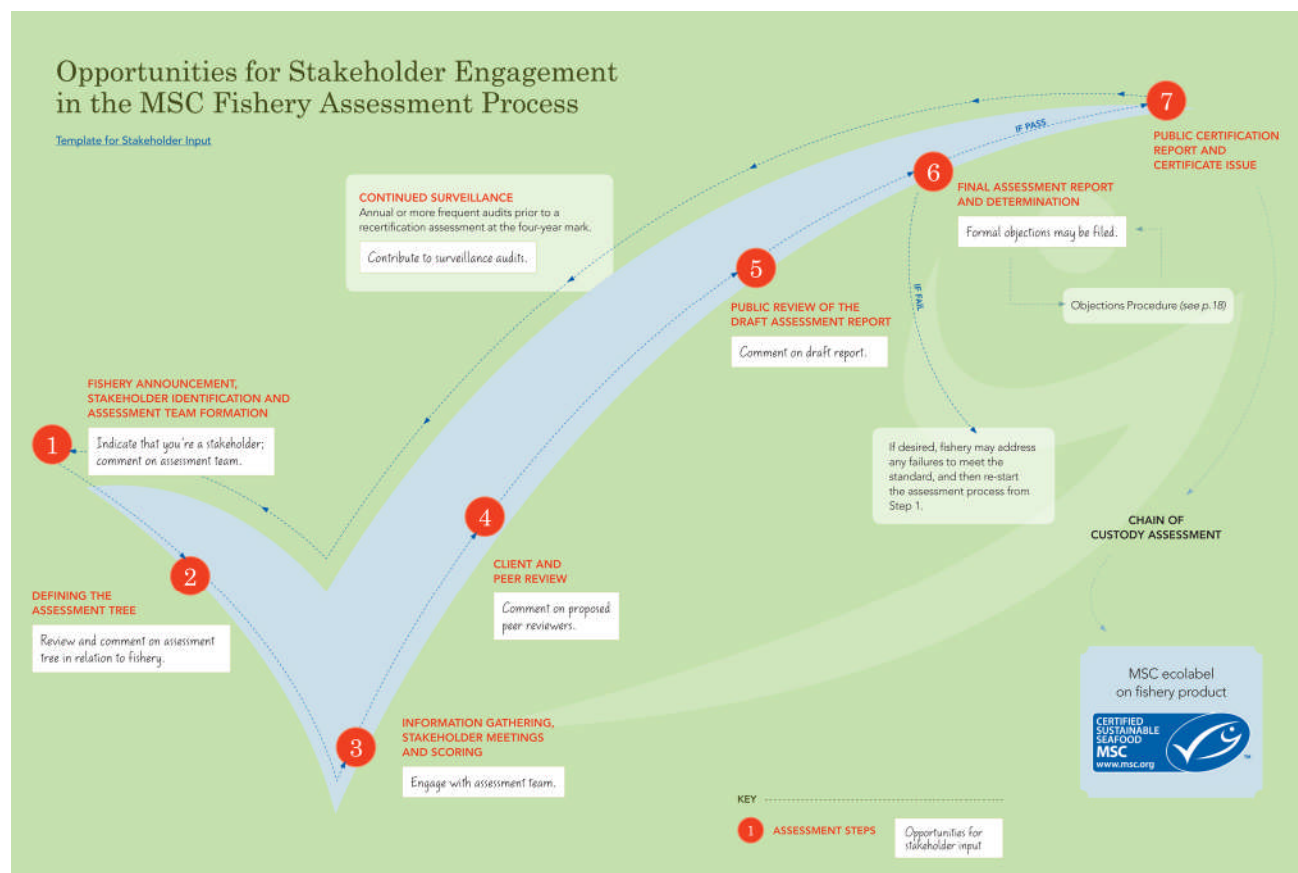 Opportunities for Stakeholder Engagement
in the MSC Fishery Assessment Process
Template for Stakeholder Input
7
PUBLIC CERTIFICATION
REPORT AND
CERTIFICATE ISSUE
IF PASS
6
FINAL ASSESSMENT REPORT
AND DETERMINATION
Formal objections may be filed.
Objections Procedure (see p.18)
IF FAIL
CONTINUED SURVEILLANCE
Annual or more frequent audits prior to a
recertification assessment at the four-year mark.
Contribute to surveillance audits.
5
PUBLIC REVIEW OF THE
DRAFT ASSESSMENT REPORT
Comment on draft report.
FISHERY ANNOUNCEMENT,
STAKEHOLDER IDENTIFICATION AND
ASSESSMENT TEAM FORMATION
1
Indicate that you're a stakeholder;
comment on assessment team.
If desired, fishery may address
any failures to meet the
standard, and then re-start
the assessment process from
Step 1.
4
CLIENT AND
PEER REVIEW
Comment on proposed
peer reviewers.
CHAIN OF
CUSTODY ASSESSMENT
2
DEFINING THE
ASSESSMENT TREE
Review and comment on assessment
tree in relation to fishery.
3
INFORMATION GATHERING,
STAKEHOLDER MEETINGS
AND SCORING
Engage with assessment team.
MSC ecolabel
on fishery product
CERTIFIED
SUSTAINABLE
SEAFOOD
MSC
www.msc.org
TM
KEY
1
ASSESSMENT STEPS
Opportunities for
stakeholder input